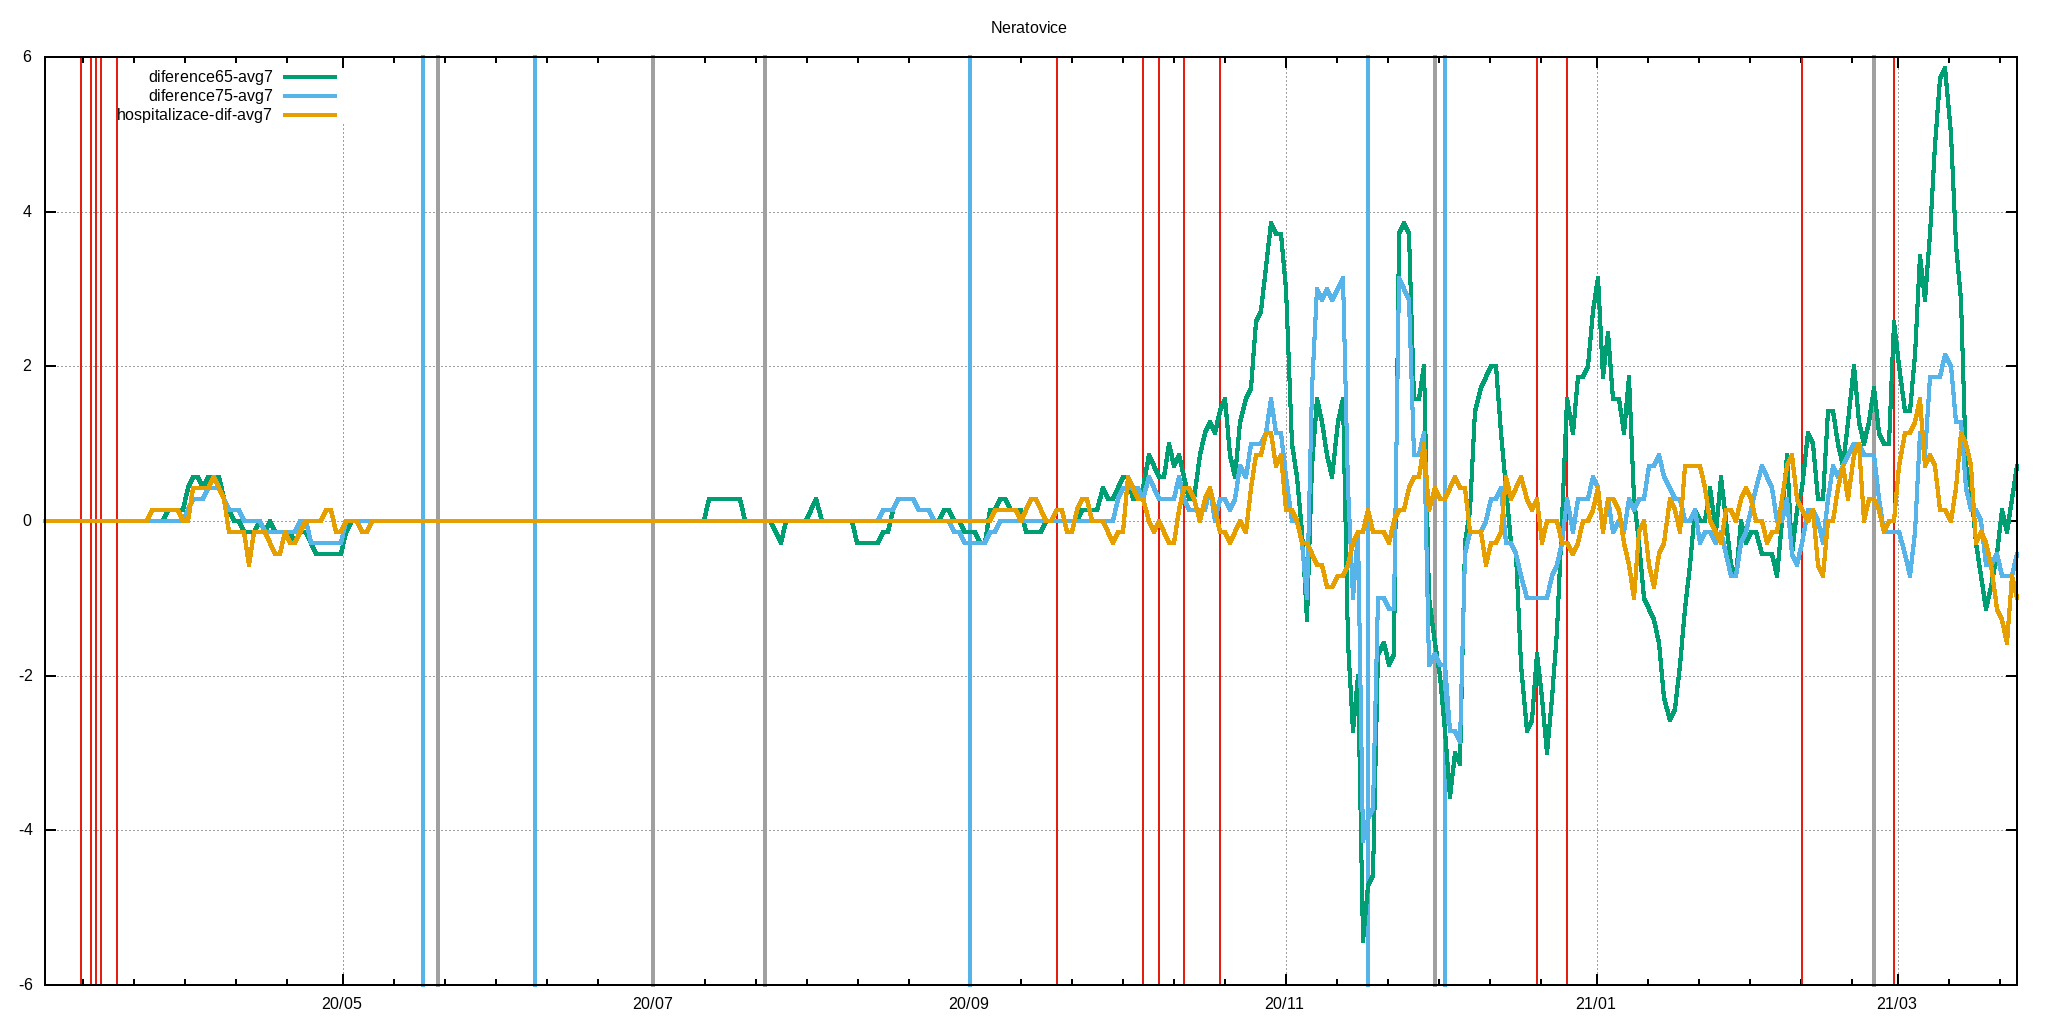 Neratovice
6
diference65-avg7
diference75-avg7
hospitalizace-dif-avg7
4
2
0
-2
-4
-6
20/05 20/07 20/09 20/11 21/01 21/03